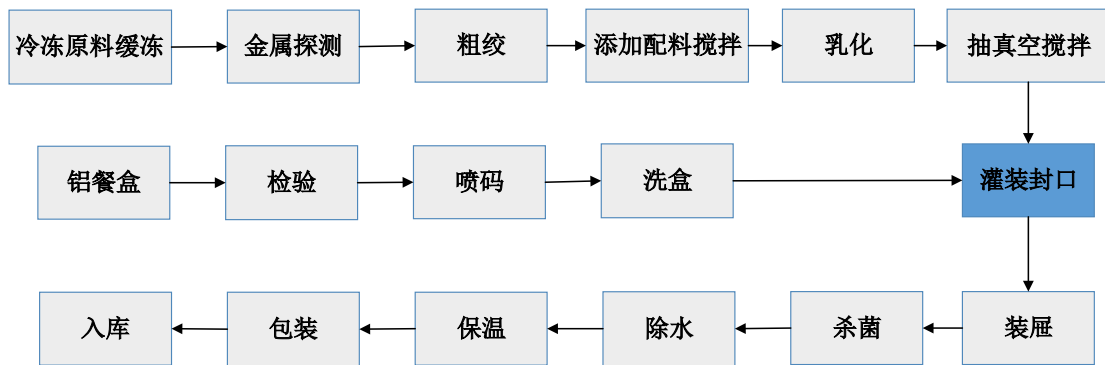 冷冻原料缓冻
金属探测
粗绞
添加配料搅拌
乳化
抽真空搅拌
铝餐盒
检验
喷码
洗盒
灌装封口
入库
包装
保温
除水
杀菌
装屉